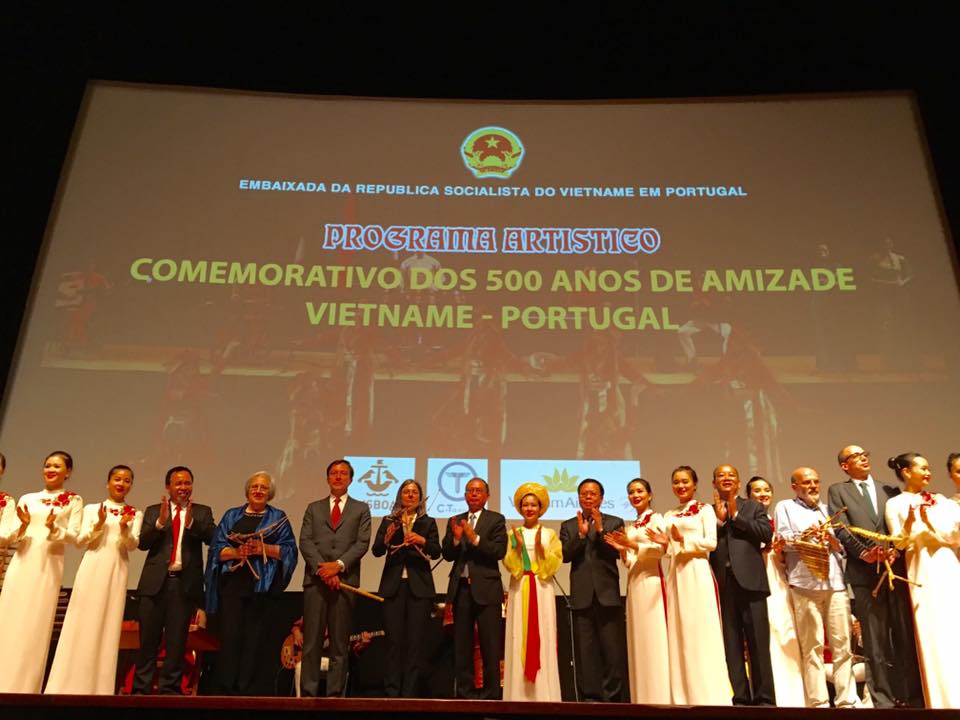 EMBAIXADA DA REPUBLICA SOCIALISTA DO VIETNAME EM PORTUGAL
PROGRAMA ARTISTICO
COMEMORATIVO DOS 500 ANOS DE AMIZADE
VIETNAME - PORTUGAL